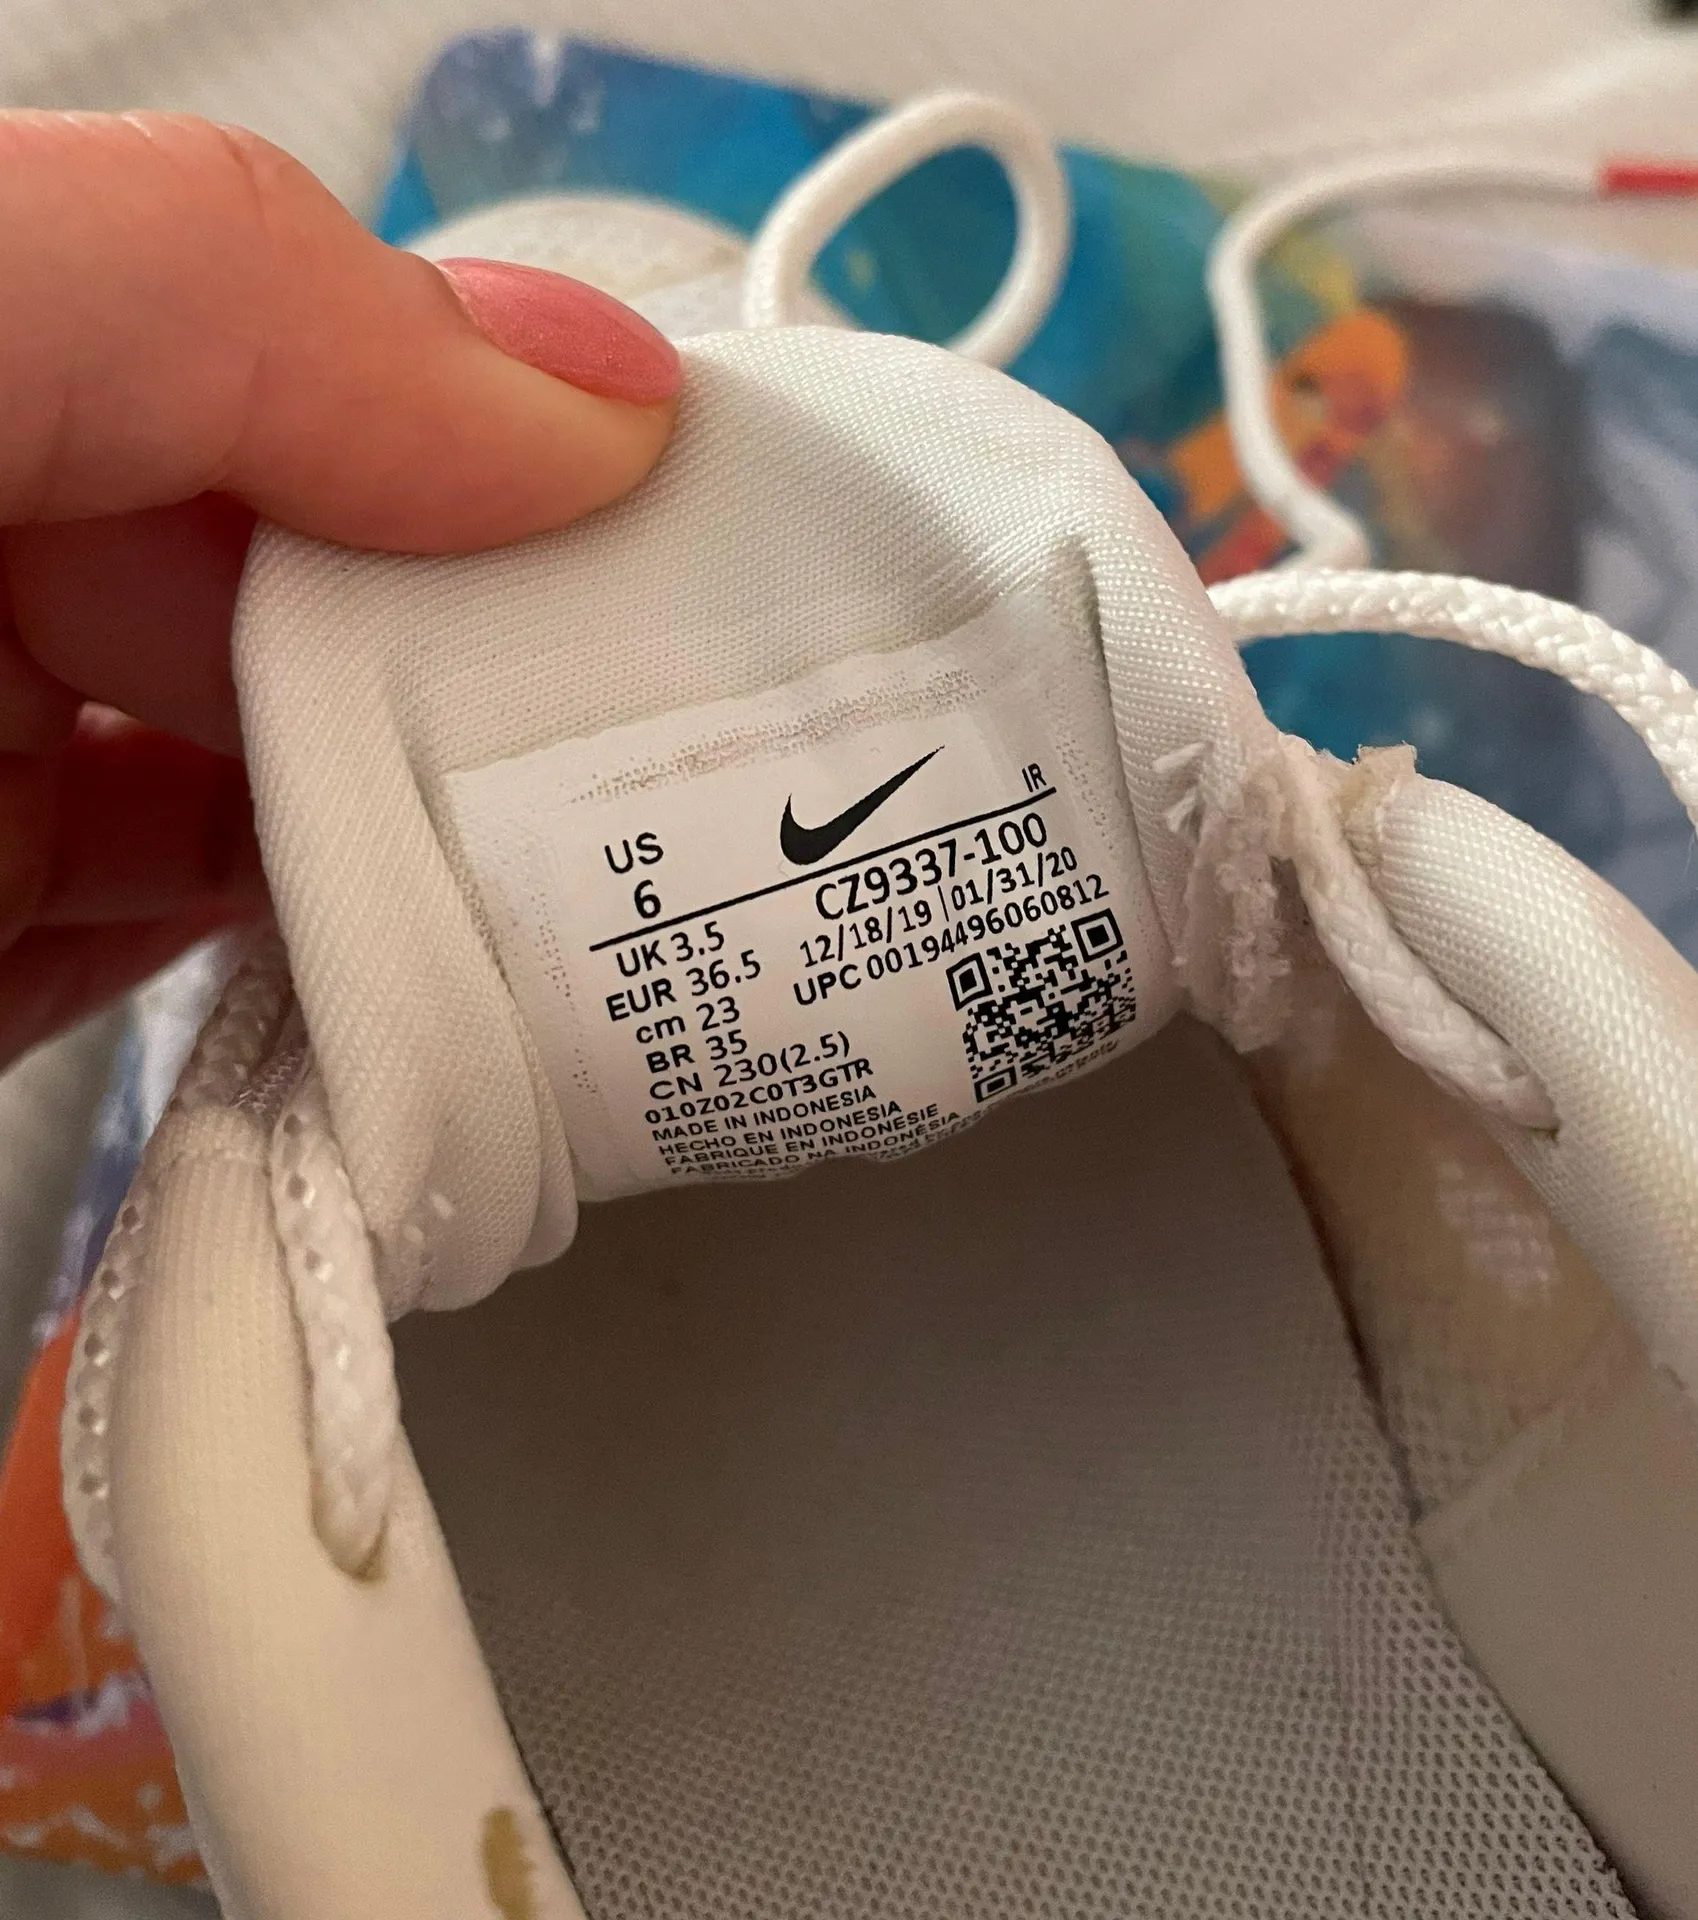 US
6
IR
CZ9337-100
12/18/19 | 01/31/20
UPC 00194496060812
UK 3.5
EUR 36.5
cm 23
BR 35
CN 230(2.5)
010Z02C0T3GTR
MADE IN INDONESIA
HECHO EN INDONESIA
FABRIQUE EN INDONESIE
FABRICADO NA INDONÉSIA